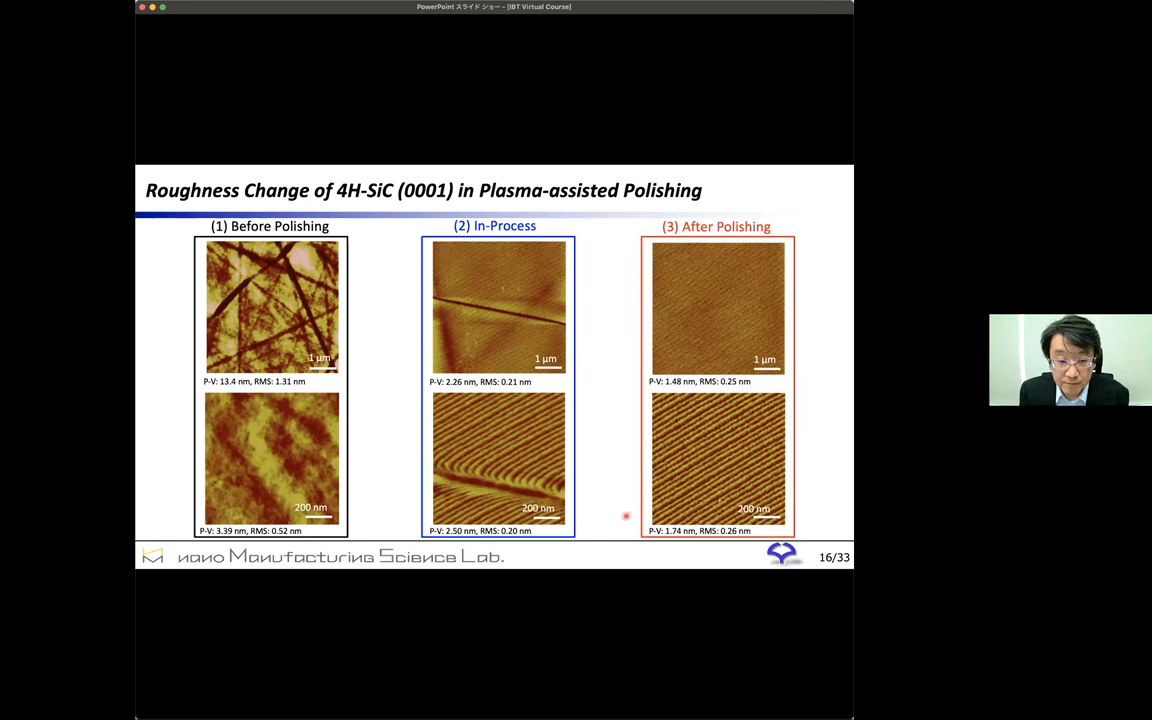 PowerPoint スライド ショー - [IBT Virtual Course]
Roughness Change of 4H-SiC (0001) in Plasma-assisted Polishing
(1) Before Polishing
(2) In-Process
(3) After Polishing
1 μm
1 μm
1 μm
P-V: 13.4 nm, RMS: 1.31 nm
P-V: 2.26 nm, RMS: 0.21 nm
P-V: 1.48 nm, RMS: 0.25 nm
200 nm
200 nm
200 nm
P-V: 3.39 nm, RMS: 0.52 nm
P-V: 2.50 nm, RMS: 0.20 nm
P-V: 1.74 nm, RMS: 0.26 nm
nano Manufacturing Science Lab.
16/33